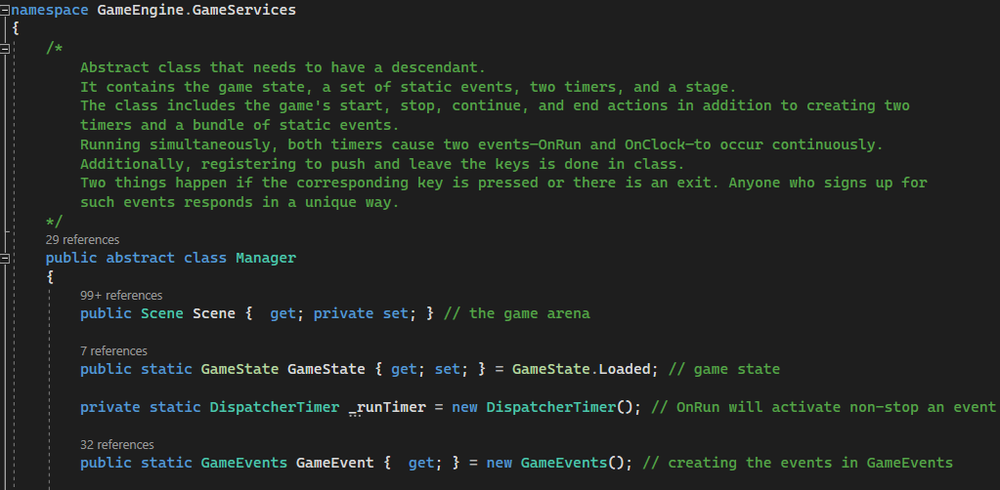 namespace GameEngine.GameServices
{
/*
Abstract class that needs to have a descendant.
It contains the game state, a set of static events, two timers, and a stage.
The class includes the game's start, stop, continue, and end actions in addition to creating two
timers and a bundle of static events.
Running simultaneously, both timers cause two events—OnRun and OnClock—to occur continuously.
Additionally, registering to push and leave the keys is done in class.
Two things happen if the corresponding key is pressed or there is an exit. Anyone who signs up for
such events responds in a unique way.
*/
29 references
public abstract class Manager
{
99+ references
public Scene Scene {  get; private set; } // the game arena
7 references
public static GameState GameState { get; set; } = GameState.Loaded; // game state
private static DispatcherTimer _runTimer = new DispatcherTimer(); // OnRun will activate non-stop an event
32 references
public static GameEvents GameEvent {  get; } = new GameEvents(); // creating the events in GameEvents